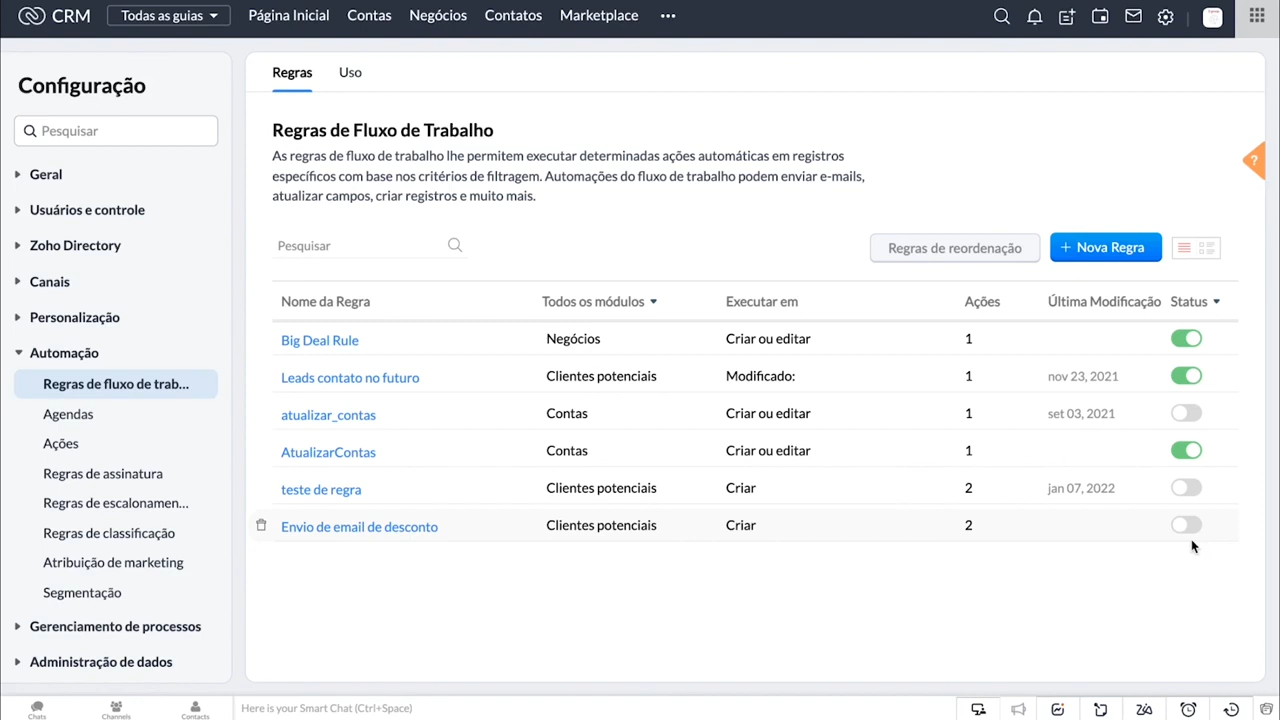 CRM Todas as guias Página Inicial Contas Negócios Contatos Marketplace •••
Configuração
Pesquisar
Geral
Usuários e controle
Zoho Directory
Canais
Personalização
Automação
Regras de fluxo de trab...
Agendas
Ações
Regras de assinatura
Regras de escalonamen...
Regras de classificação
Atribuição de marketing
Segmentação
Gerenciamento de processos
Administração de dados
Regras Uso
Regras de Fluxo de Trabalho
As regras de fluxo de trabalho lhe permitem executar determinadas ações automáticas em registros
específicos com base nos critérios de filtragem. Automações do fluxo de trabalho podem enviar e-mails,
atualizar campos, criar registros e muito mais.
?
Pesquisar Regras de reordenação + Nova Regra
Nome da Regra Todos os módulos Executar em Ações Última Modificação Status
Big Deal Rule Negócios Criar ou editar 1
Leads contato no futuro Clientes potenciais Modificado: 1 nov 23, 2021
atualizar_contas Contas Criar ou editar 1 set 03, 2021
AtualizarContas Contas Criar ou editar 1
teste de regra Clientes potenciais Criar 2 jan 07, 2022
Envio de email de desconto Clientes potenciais Criar 2
Chats Channels Contacts Here is your Smart Chat (Ctrl+Space)